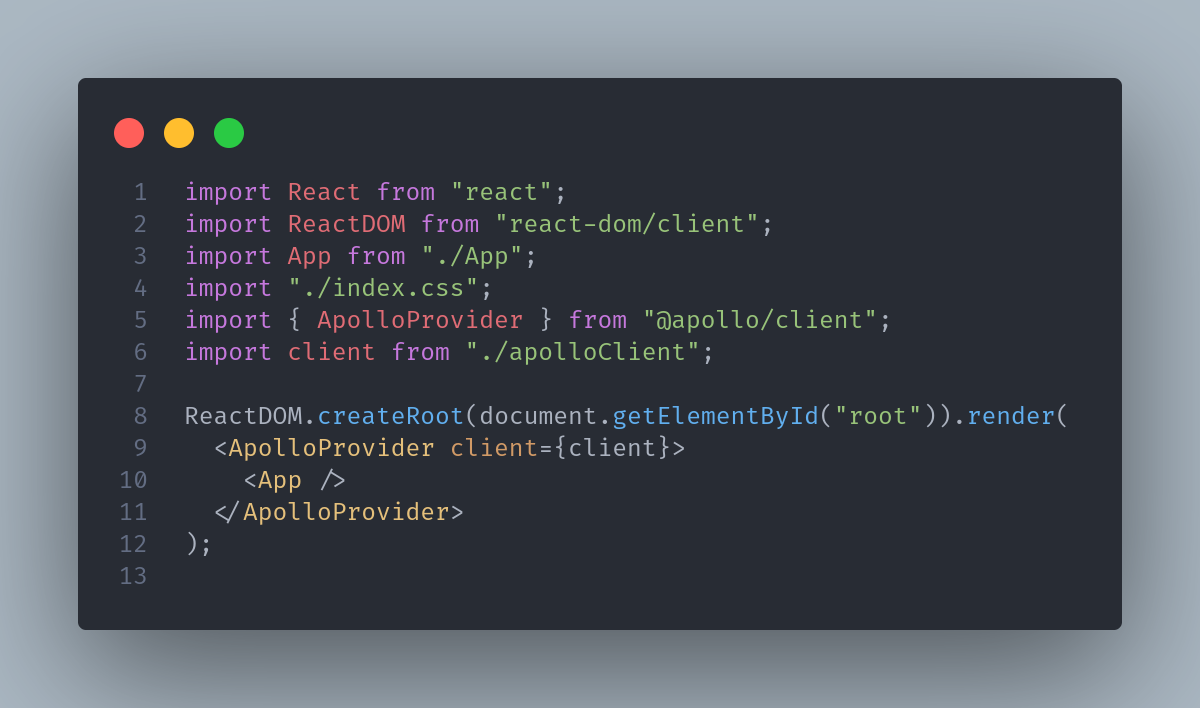 1 import React from "react";
2 import ReactDOM from "react-dom/client";
3 import App from "./App";
4 import "./index.css";
5 import { ApolloProvider } from "@apollo/client";
6 import client from "./apolloClient";
7
8 ReactDOM.createRoot(document.getElementById("root")).render(
9   <ApolloProvider client={client}>
10     <App />
11   </ApolloProvider>
12 );
13